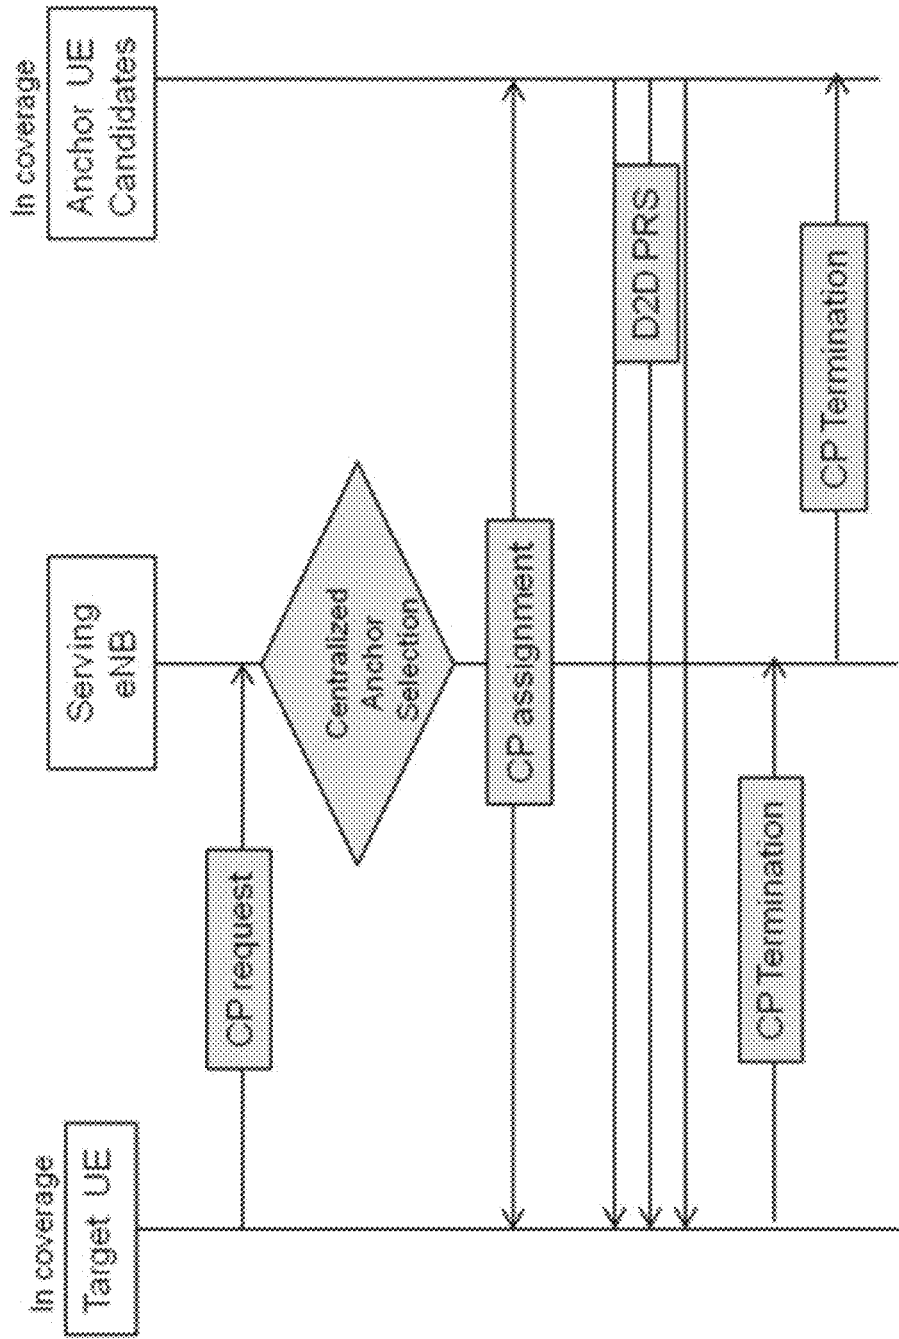 In coverage
Target UE
Serving
eNB
In coverage
Anchor UE
Candidates
CP request
Centralized
Anchor
Selection
CP assignment
D2D PRS
CP Termination
CP Termination